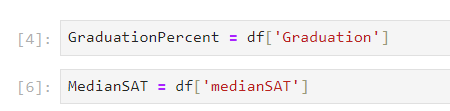 [4]: GraduationPercent = df['Graduation']
[6]: MedianSAT = df['medianSAT']